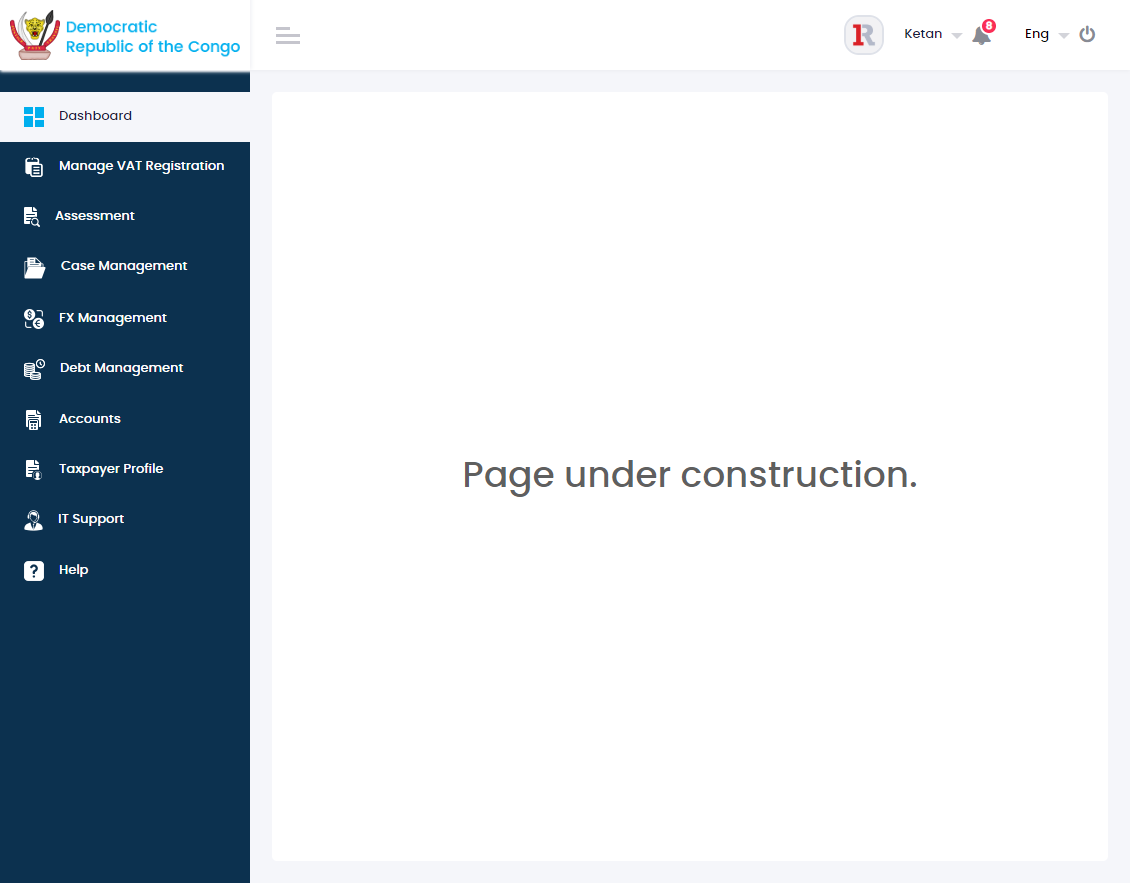 Democratic
Republic of the Congo
1R
Ketan
8
Eng
Dashboard
Manage VAT Registration
Assessment
Case Management
FX Management
Debt Management
Accounts
Taxpayer Profile
IT Support
? Help
Page under construction.